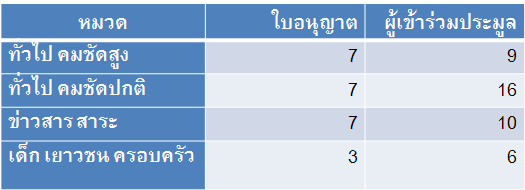 หมวด ใบอนุญาต ผู้เข้าร่วมประมูล
ทั่วไป คมชัดสูง 7 9
ทั่วไป คมชัดปกติ 7 16
ข่าวสาร สาระ 7 10
เด็ก เยาวชน ครอบครัว 3 6